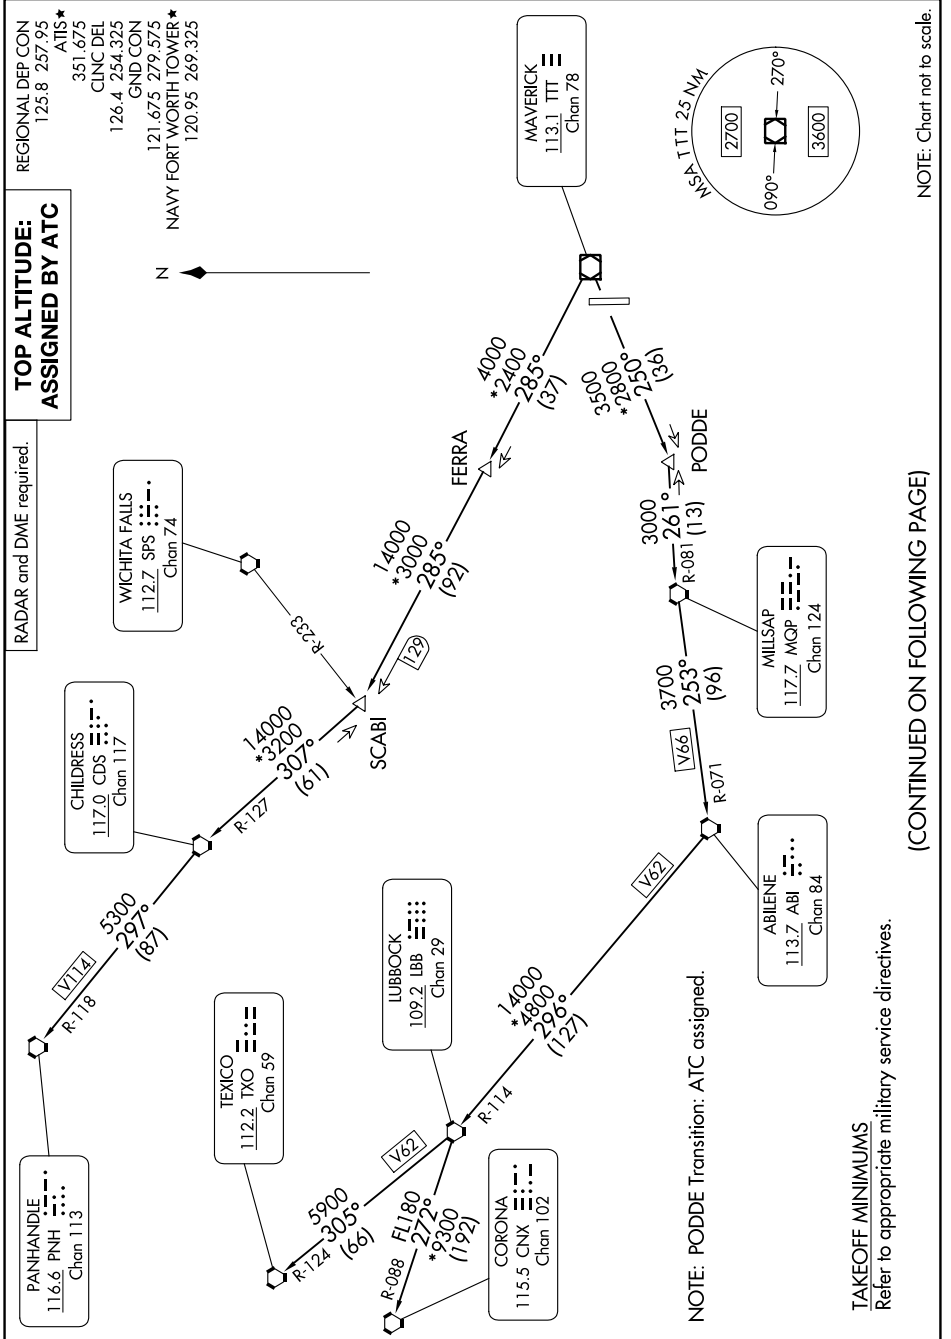 RADAR and DME required.
TOP ALTITUDE:
ASSIGNED BY ATC
REGIONAL DEP CON
125.8 257.95
ATIS★
351.675
CLNC DEL
126.4 254.325
GND CON
121.675 279.575
NAVY FORT WORTH TOWER★
120.95 269.325
PANHANDLE
116.6 PNH
Chan 113
R-118
V114
5300
297°
(87)
CHILDRESS
117.0 CDS
Chan 117
R-127
14000
*3200
307°
(61)
WICHITA FALLS
112.7 SPS
Chan 74
R-233
SCABI
129
14000
*3000
285°
(92)
FERRA
4000
*2400
285°
(37)
N
MAVERICK
113.1 TTT
Chan 78
TEXICO
112.2 TXO
Chan 59
R-124
5900
305°
(66)
V62
LUBBOCK
109.2 LBB
Chan 29
R-088
FL180
272°
*9300
(192)
CORONA
115.5 CNX
Chan 102
R-114
14000
*4800
296°
(127)
V62
ABILENE
113.7 ABI
Chan 84
R-071
V66
3700
253°
(96)
MILLSAP
117.7 MQP
Chan 124
R-081
3000
261°
(13)
PODDE
3500
*2800
250°
(36)
MSA TTT 25 NM
2700
090°
270°
3600
NOTE: PODDE Transition: ATC assigned.
TAKEOFF MINIMUMS
Refer to appropriate military service directives.
(CONTINUED ON FOLLOWING PAGE)
NOTE: Chart not to scale.